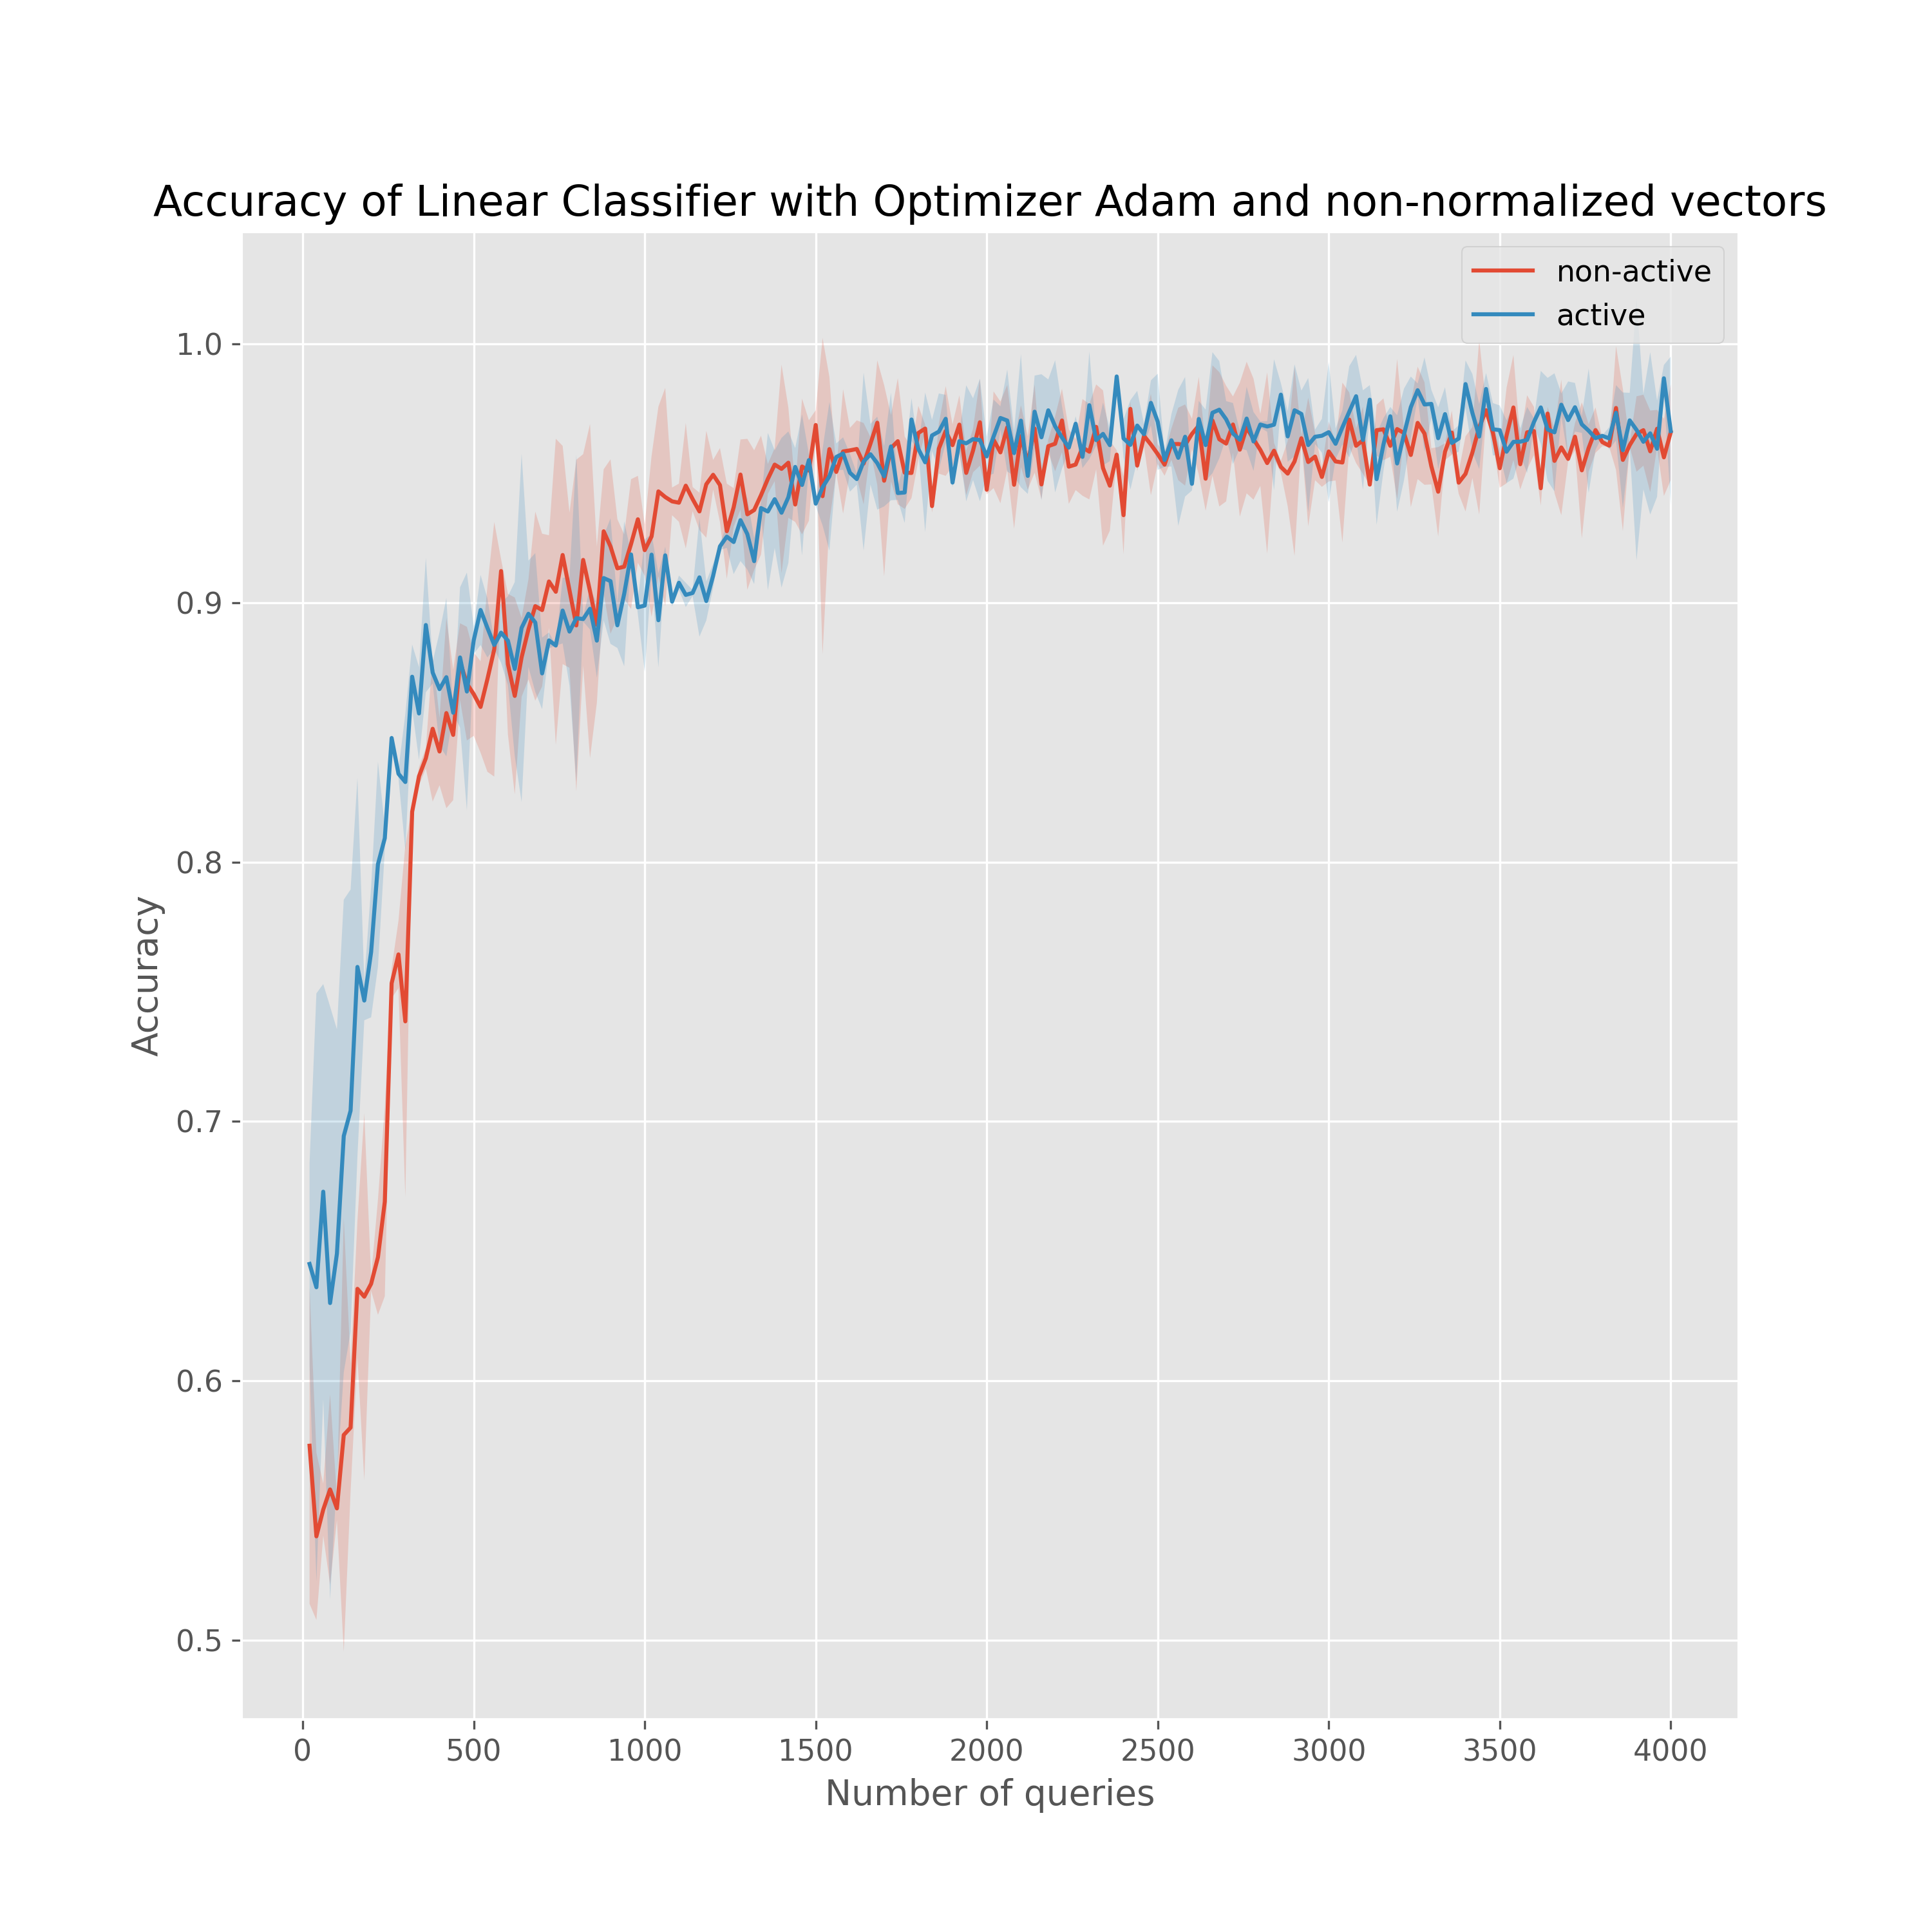 Accuracy of Linear Classifier with Optimizer Adam and non-normalized vectors
non-active
active
1.0
0.9
0.8
0.7
0.6
0.5
Accuracy
0 500 1000 1500 2000 2500 3000 3500 4000
Number of queries